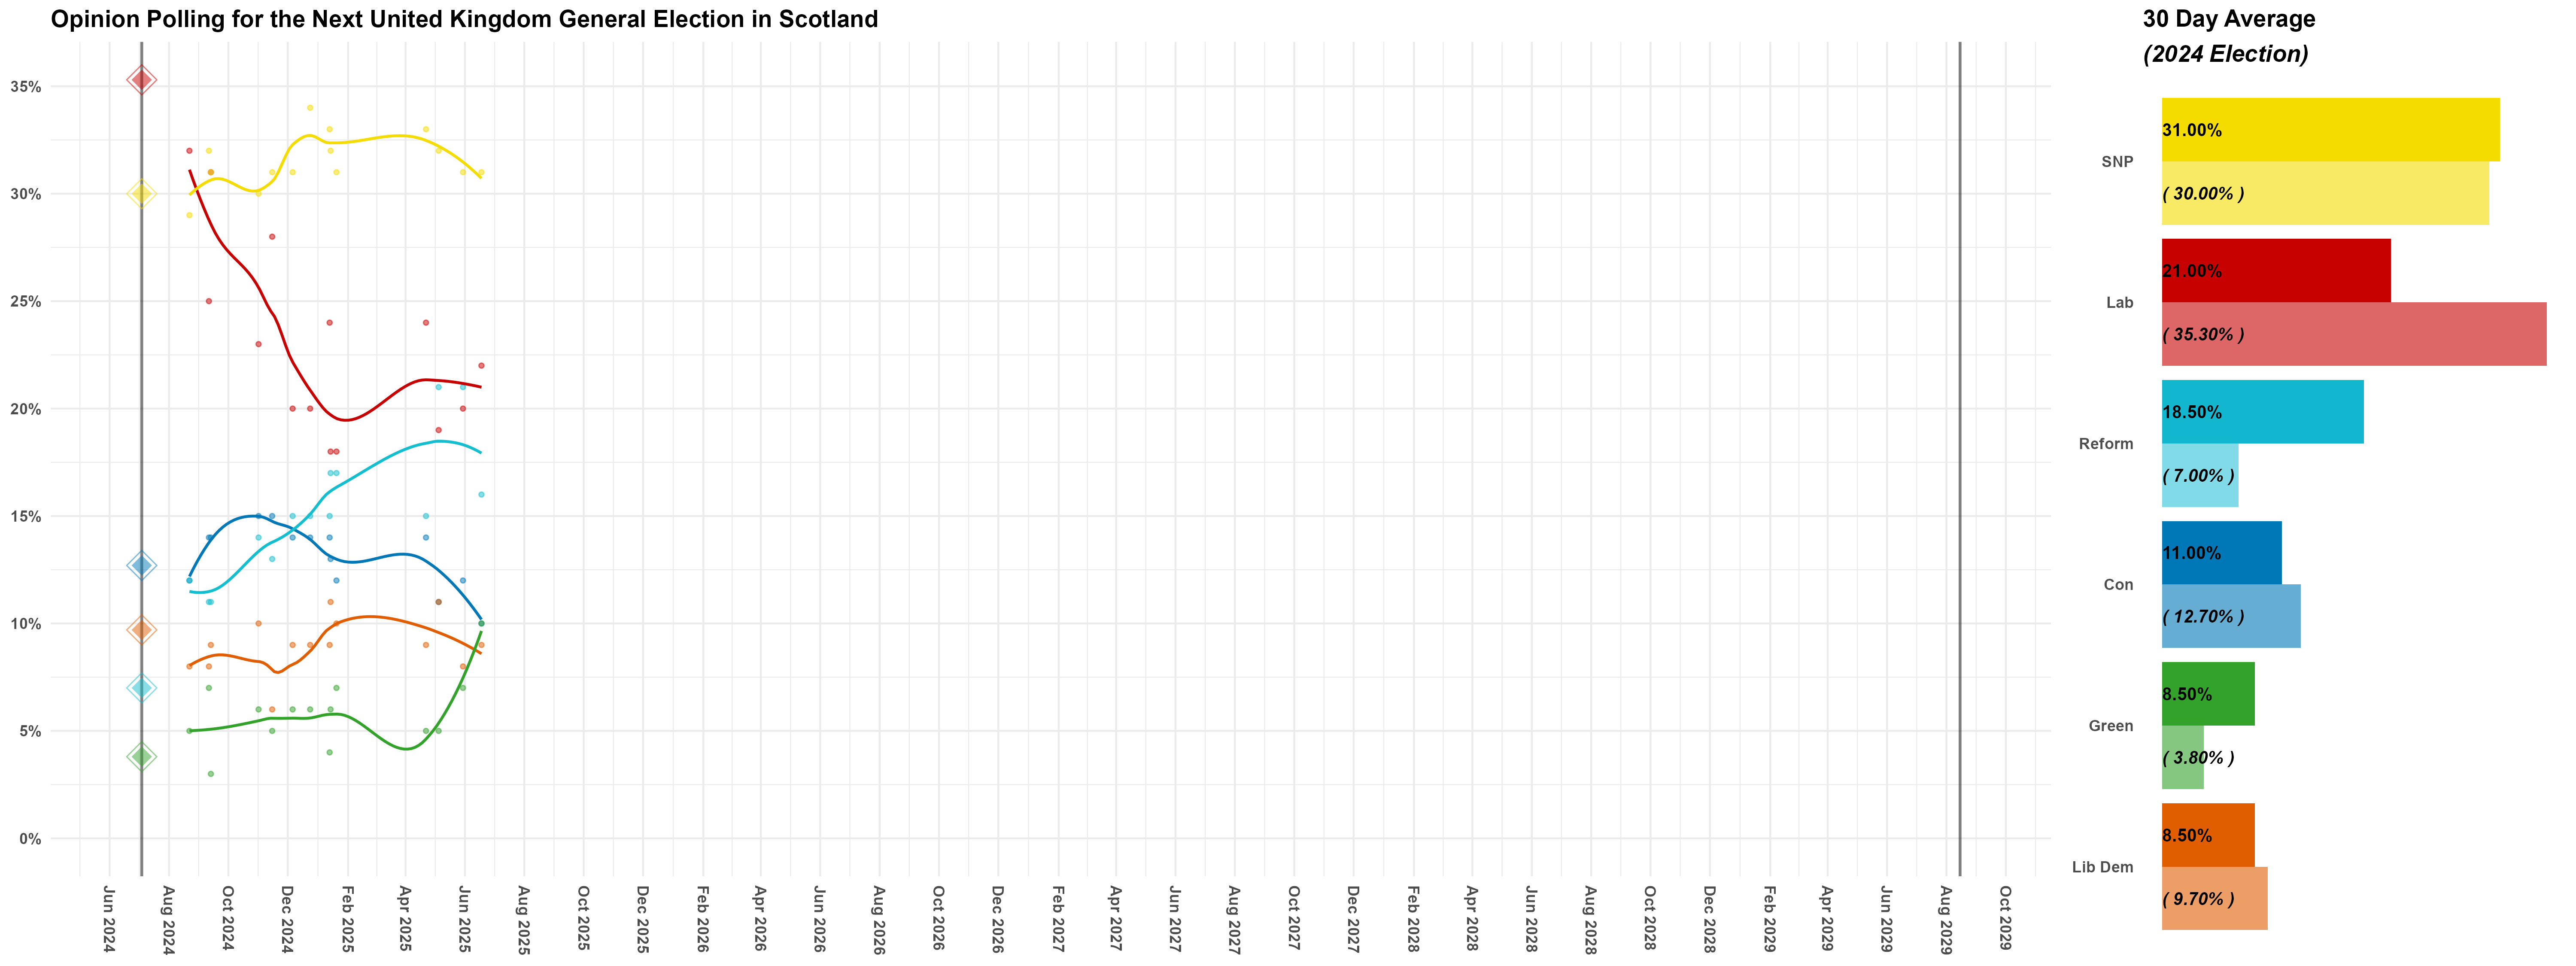 Opinion Polling for the Next United Kingdom General Election in Scotland
35%
30%
25%
20%
15%
10%
5%
0%
Jun 2024
Aug 2024
Oct 2024
Dec 2024
Feb 2025
Apr 2025
Jun 2025
Aug 2025
Oct 2025
Dec 2025
Feb 2026
Apr 2026
Jun 2026
Aug 2026
Oct 2026
Dec 2026
Feb 2027
Apr 2027
Jun 2027
Aug 2027
Oct 2027
Dec 2027
Feb 2028
Apr 2028
Jun 2028
Aug 2028
Oct 2028
Dec 2028
Feb 2029
Apr 2029
Jun 2029
Aug 2029
Oct 2029
30 Day Average
(2024 Election)
SNP
31.00%
( 30.00% )
Lab
21.00%
( 35.30% )
Reform
18.50%
( 7.00% )
Con
11.00%
( 12.70% )
Green
8.50%
( 3.80% )
Lib Dem
8.50%
( 9.70% )